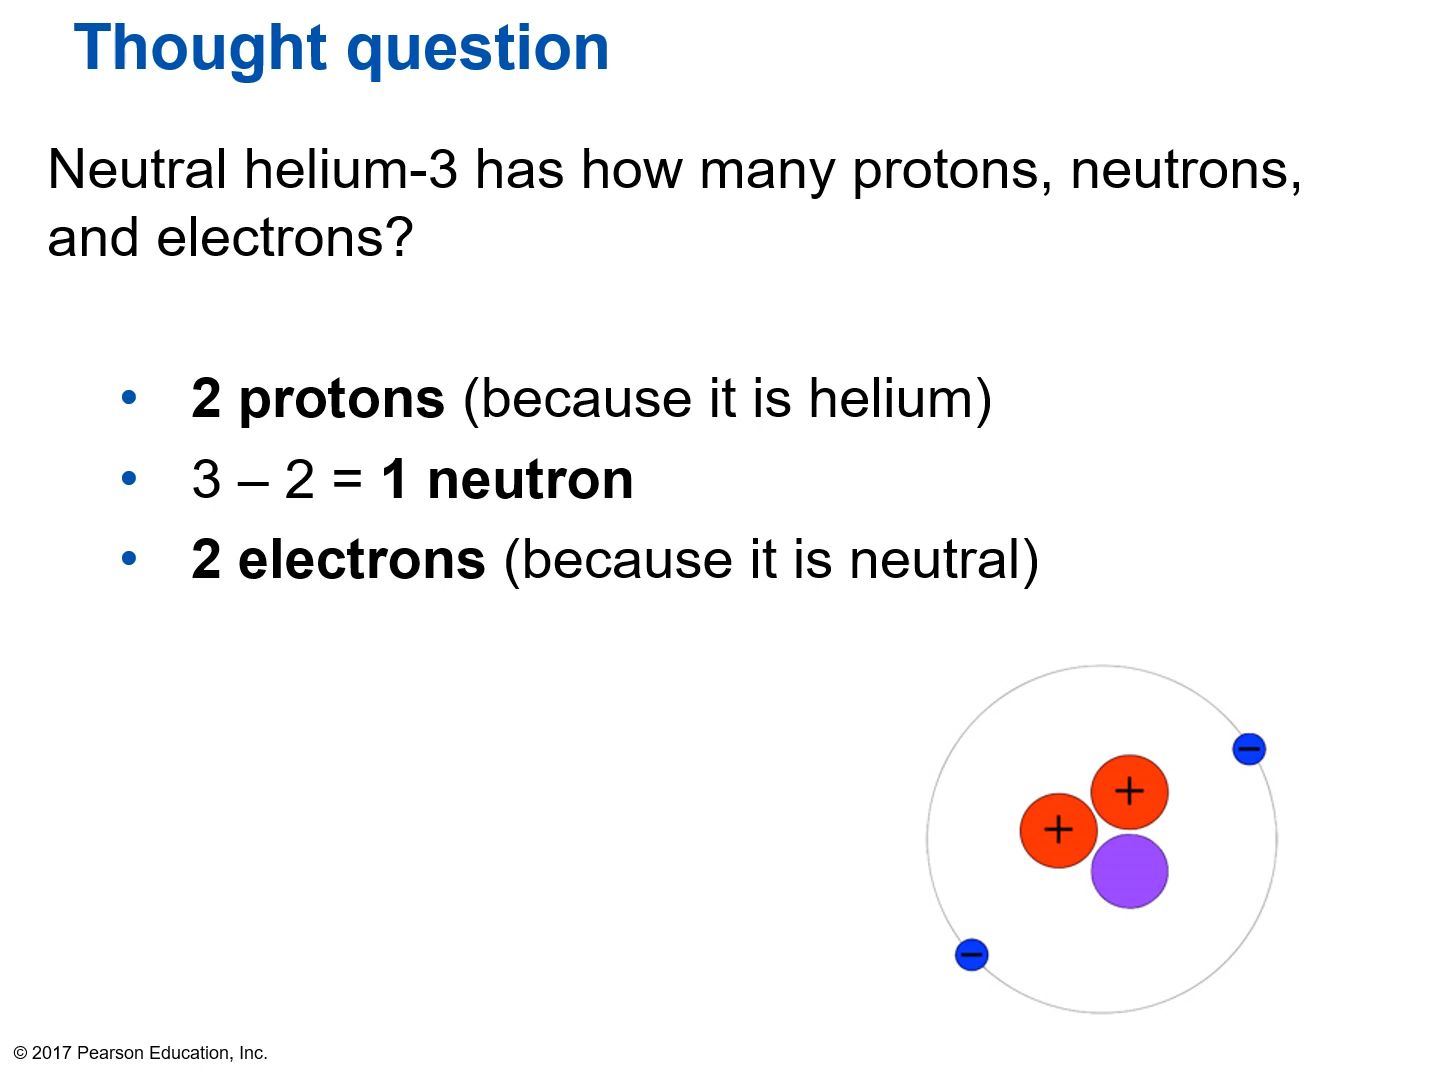 Thought question
Neutral helium-3 has how many protons, neutrons,
and electrons?
• 2 protons (because it is helium)
• 3 – 2 = 1 neutron
• 2 electrons (because it is neutral)
+
+
−
−
© 2017 Pearson Education, Inc.